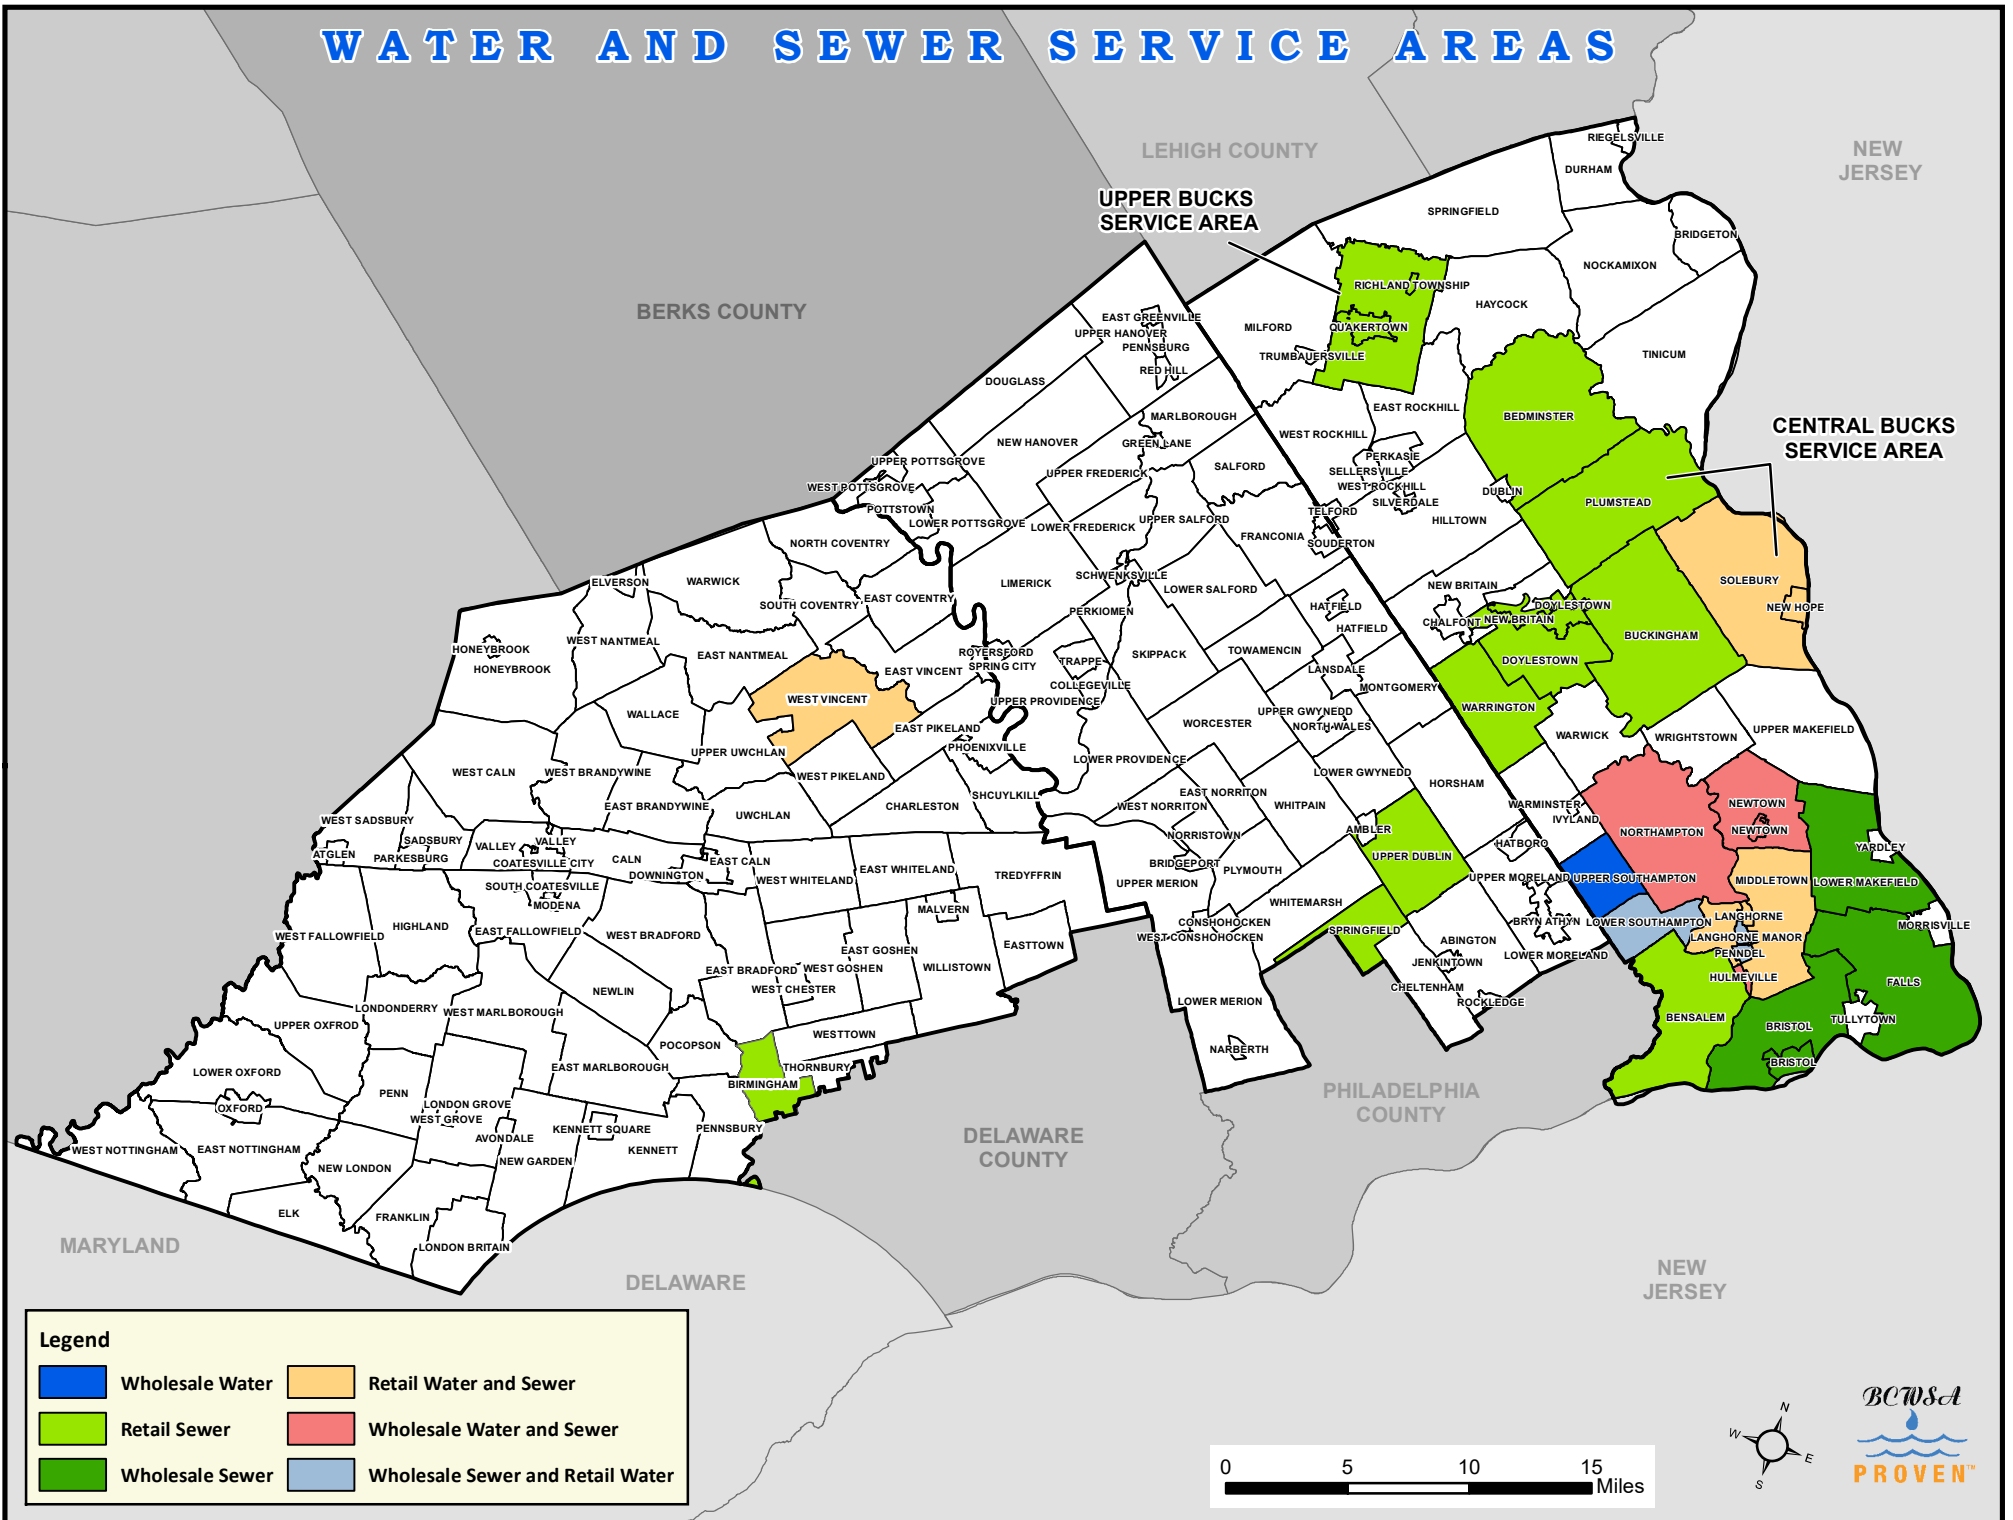 WATER AND SEWER SERVICE AREAS
RIEGELSVILLE
LEHIGH COUNTY
NEW
JERSEY
DURHAM
UPPER BUCKS
SERVICE AREA
SPRINGFIELD
BRIDGETON
NOCKAMIXON
BERKS COUNTY
RICHLAND TOWNSHIP
HAYCOCK
EAST GREENVILLE
UPPER HANOVER
PENNSBURG
MILFORD
QUAKERTOWN
TRUMBAUERSVILLE
TINICUM
RED HILL
DOUGLASS
MARLBOROUGH
EAST ROCKHILL
BEDMINSTER
CENTRAL BUCKS
SERVICE AREA
NEW HANOVER
GREEN LANE
WEST ROCKHILL
PERKASIE
UPPER POTTSGROVE
UPPER FREDERICK
SALFORD
SELLERSVILLE
WEST POTTSGROVE
WEST ROCKHILL
SILVERDALE
DUBLIN
PLUMSTEAD
POTTSTOWN
LOWER POTTSGROVE
LOWER FREDERICK
UPPER SALFORD
TELFORD
HILLTOWN
NORTH COVENTRY
FRANCONIA
SOUDERTON
ELVERSON
WARWICK
LIMERICK
SCHWENKSVILLE
LOWER SALFORD
NEW BRITAIN
SOLEBURY
SOUTH COVENTRY
EAST COVENTRY
PERKIOMEN
HATFIELD
DOYLESTOWN
NEW HOPE
HATFIELD
CHALFONT
NEW BRITAIN
BUCKINGHAM
HONEYBROOK
HONEYBROOK
WEST NANTMEAL
EAST NANTMEAL
EAST VINCENT
ROYERSFORD
SPRING CITY
TRAPPE
SKIPPACK
TOWAMENCIN
LANSDALE
DOYLESTOWN
COLLEGEVILLE
MONTGOMERY
WEST VINCENT
UPPER PROVIDENCE
WARRINGTON
WALLACE
EAST PIKELAND
WORCESTER
UPPER GWYNEDD
NORTH WALES
WARWICK
WRIGHTSTOWN
UPPER MAKEFIELD
UPPER UWCHLAN
PHOENIXVILLE
LOWER PROVIDENCE
WEST CALN
WEST BRANDYWINE
WEST PIKELAND
LOWER GWYNEDD
HORSHAM
EAST BRANDYWINE
UWCHLAN
CHARLESTON
SHCUYLKILL
WEST NORRITON
EAST NORRITON
WHITPAIN
WARMINSTER
IVYLAND
NEWTOWN
NEWTOWN
NORTHAMPTON
WEST SADSBURY
SADSBURY
PARKESBURG
ATGLEN
VALLEY
VALLEY
COATESVILLE CITY
CALN
DOWNINGTON
EAST CALN
NORRISTOWN
AMBLER
UPPER DUBLIN
HATBORO
YARDLEY
WEST WHITELAND
EAST WHITELAND
TREDYFFRIN
BRIDGEPORT
UPPER MERION
PLYMOUTH
UPPER MORELAND
UPPER SOUTHAMPTON
MIDDLETOWN
LOWER MAKEFIELD
SOUTH COATESVILLE
MODENA
MALVERN
WHITEMARSH
HIGHLAND
WEST FALLOWFIELD
EAST FALLOWFIELD
WEST BRADFORD
EASTTOWN
CONSHOHOCKEN
WEST CONSHOHOCKEN
SPRINGFIELD
ABINGTON
BRYN ATHYN
LOWER SOUTHAMPTON
LANGHORNE
LANGHORNE MANOR
MORRISVILLE
EAST GOSHEN
WEST GOSHEN
WILLISTOWN
EAST BRADFORD
WEST CHESTER
JENKINTOWN
LOWER MORELAND
PENNDEL
HULMEVILLE
FALLS
NEWLIN
LOWER MERION
CHELTENHAM
ROCKLEDGE
LONDONDERRY
WEST MARLBOROUGH
UPPER OXFROD
WESTTOWN
BENSALEM
BRISTOL
TULLYTOWN
POCOPSON
NARBERTH
BRISTOL
LOWER OXFORD
EAST MARLBOROUGH
THORNBURY
BIRMINGHAM
PENN
PHILADELPHIA
COUNTY
OXFORD
LONDON GROVE
WEST GROVE
AVONDALE
KENNETT SQUARE
PENNSBURY
DELAWARE
COUNTY
WEST NOTTINGHAM
EAST NOTTINGHAM
NEW LONDON
NEW GARDEN
KENNETT
ELK
FRANKLIN
LONDON BRITAIN
MARYLAND
DELAWARE
NEW
JERSEY
Legend
Wholesale Water
Retail Water and Sewer
Retail Sewer
Wholesale Water and Sewer
Wholesale Sewer
Wholesale Sewer and Retail Water
0 5 10 15
Miles
N
W
E
S
BCWSA
PROVEN™